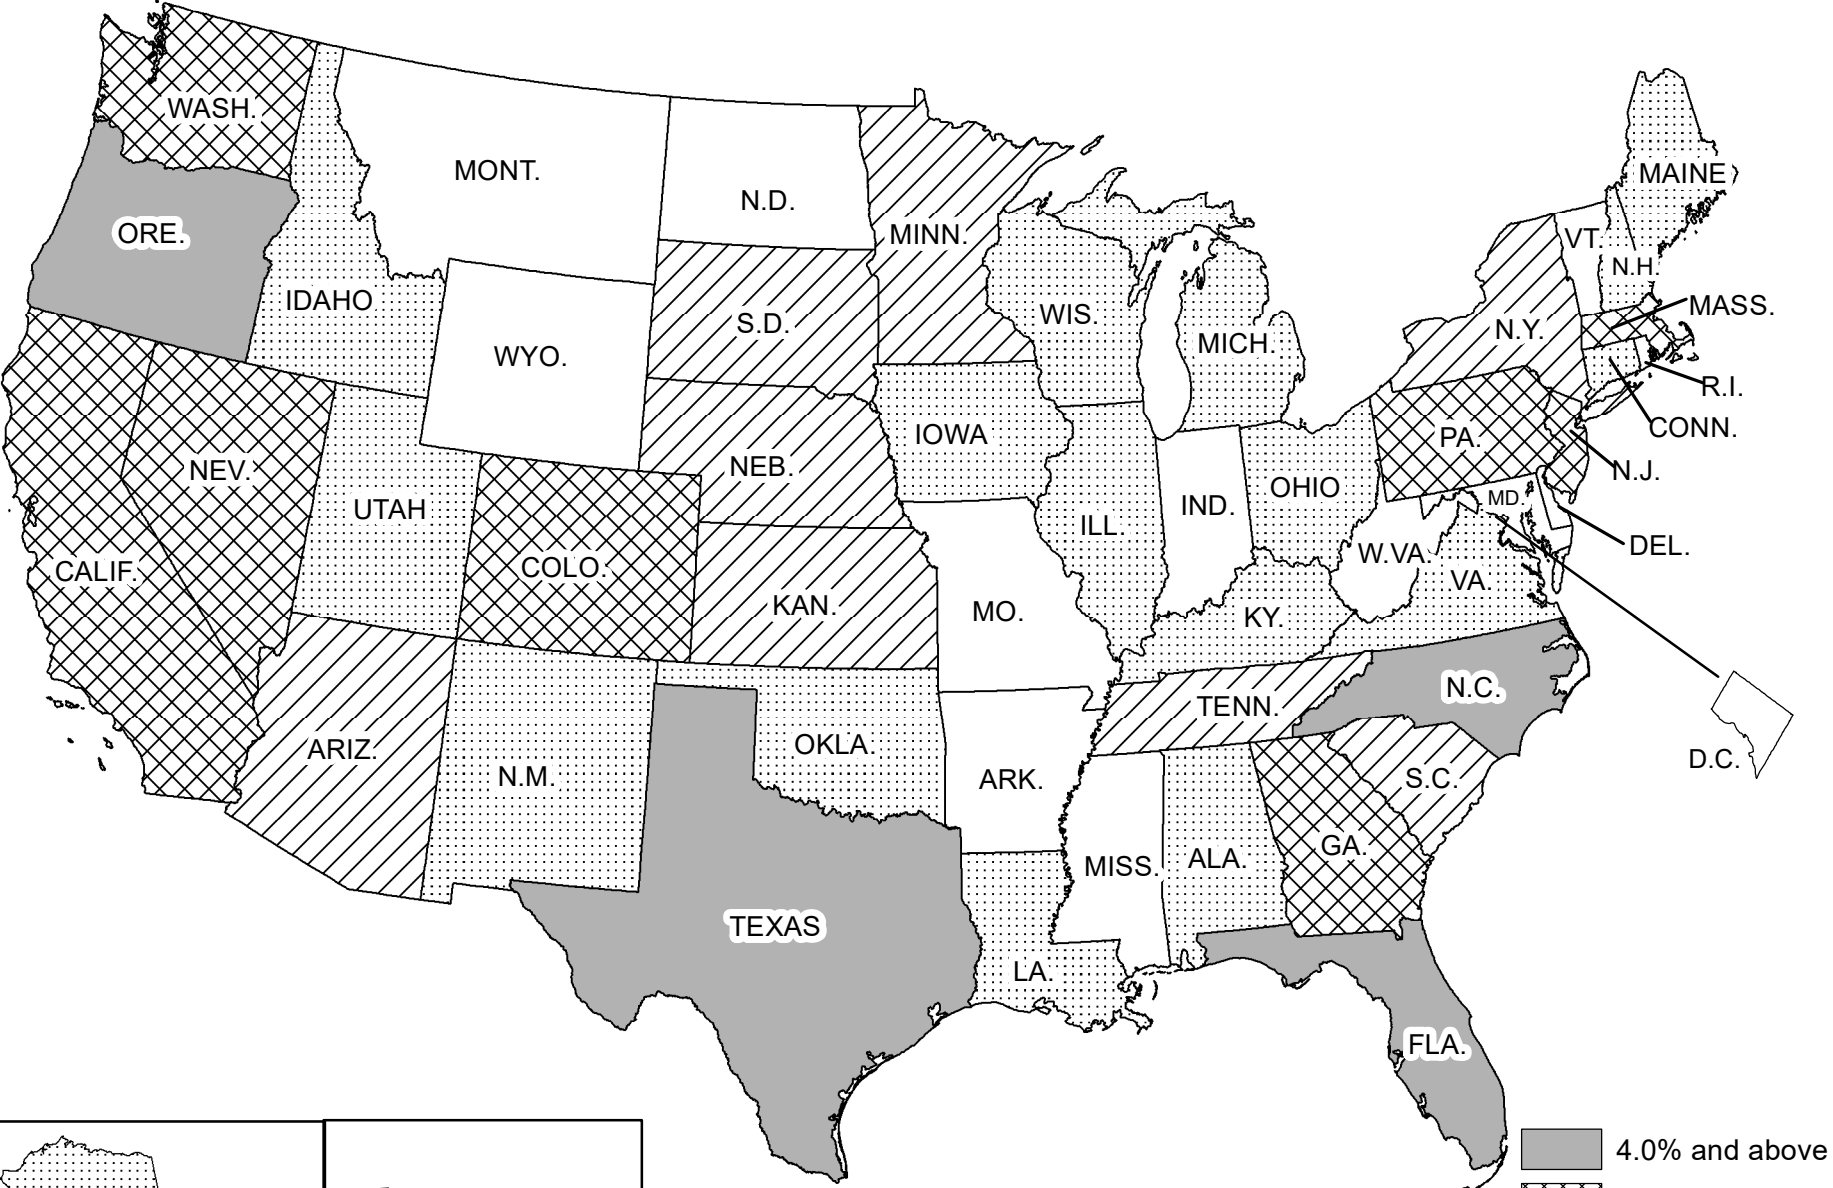 WASH.
MONT.
N.D.
MINN.
MAINE
ORE.
IDAHO
S.D.
WIS.
VT.
N.H.
MASS.
WYO.
MICH.
N.Y.
R.I.
CONN.
NEV.
NEB.
IOWA
PA.
N.J.
UTAH
COLO.
ILL.
IND.
OHIO
MD.
DEL.
CALIF.
KAN.
MO.
W.VA.
VA.
KY.
ARIZ.
N.M.
OKLA.
ARK.
TENN.
N.C.
D.C.
S.C.
TEXAS
LA.
MISS.
ALA.
GA.
FLA.
4.0% and above